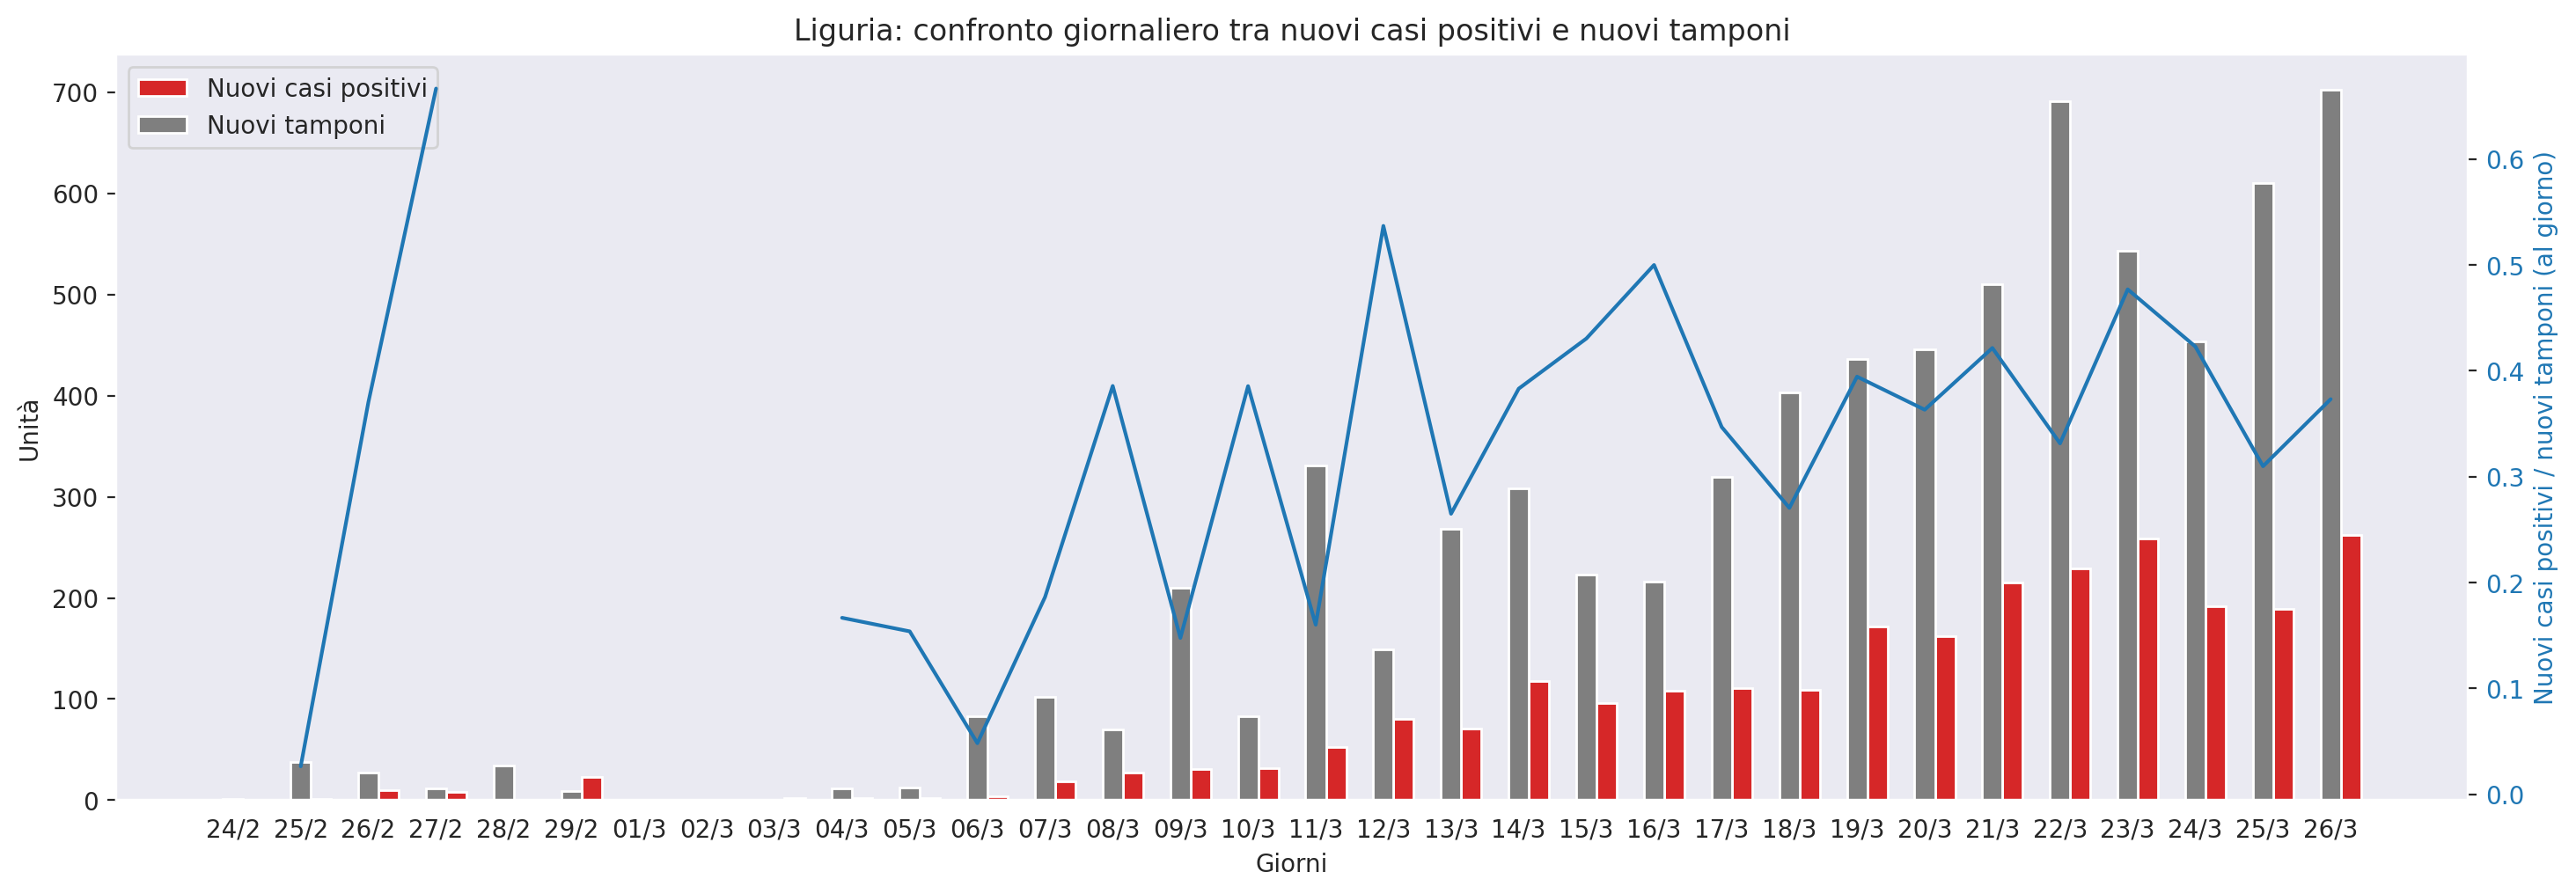 Liguria: confronto giornaliero tra nuovi casi positivi e nuovi tamponi
Nuovi casi positivi
Nuovi tamponi
Unità
700
600
500
400
300
200
100
0
0.6
0.5
0.4
0.3
0.2
0.1
0.0
Nuovi casi positivi / nuovi tamponi (al giorno)
24/2 25/2 26/2 27/2 28/2 29/2 01/3 02/3 03/3 04/3 05/3 06/3 07/3 08/3 09/3 10/3 11/3 12/3 13/3 14/3 15/3 16/3 17/3 18/3 19/3 20/3 21/3 22/3 23/3 24/3 25/3 26/3
Giorni